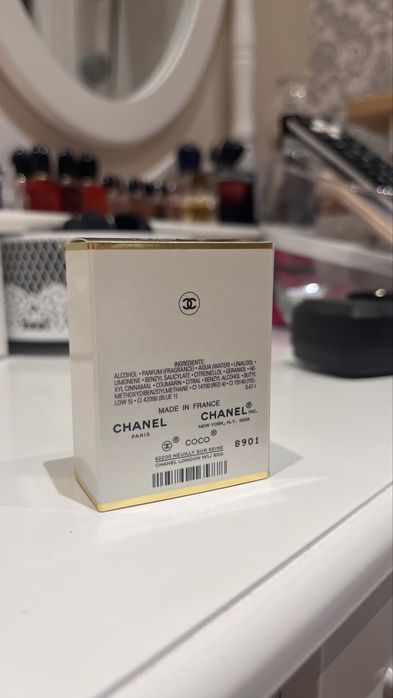 INGREDIENTS:
ALCOHOL • PARFUM (FRAGRANCE) • AQUA (WATER) • LINALOOL •
LIMONENE • BENZYL SALICYLATE • CITRONELLOL • GERANIOL • HE-
XYL CINNAMAL • COUMARIN • CITRAL • BENZYL ALCOHOL • BUTYL
METHOXYDIBENZOYLMETHANE • CI 14700 (RED 4) • CI 19140 (YEL-
LOW 5) • CI 42090 (BLUE 1)
MADE IN FRANCE
CHANEL CHANEL® INC.
PARIS NEW YORK, N.Y. 10019
® COCO ® 8901
92200 NEUILLY SUR SEINE
CHANEL LONDON W1J 8DG